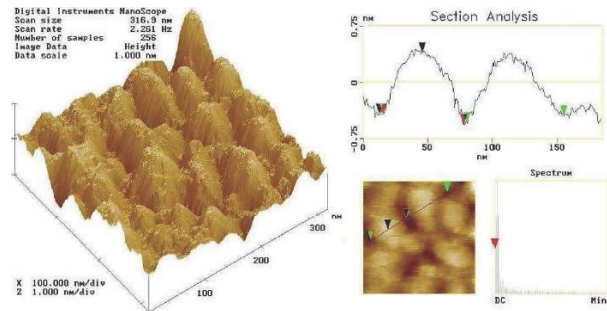 Digital Instruments NanoScope
Scan size 316.9 nm
Scan rate 2.261 Hz
Number of samples 256
Image Data Height
Data scale 1.000 nm
nm
300
200
100
X 100.000 nm/div
Z 1.000 nm/div
Section Analysis
nm
0.75
0
-0.75
0 50 100 150
nm
Spectrum
DC Min